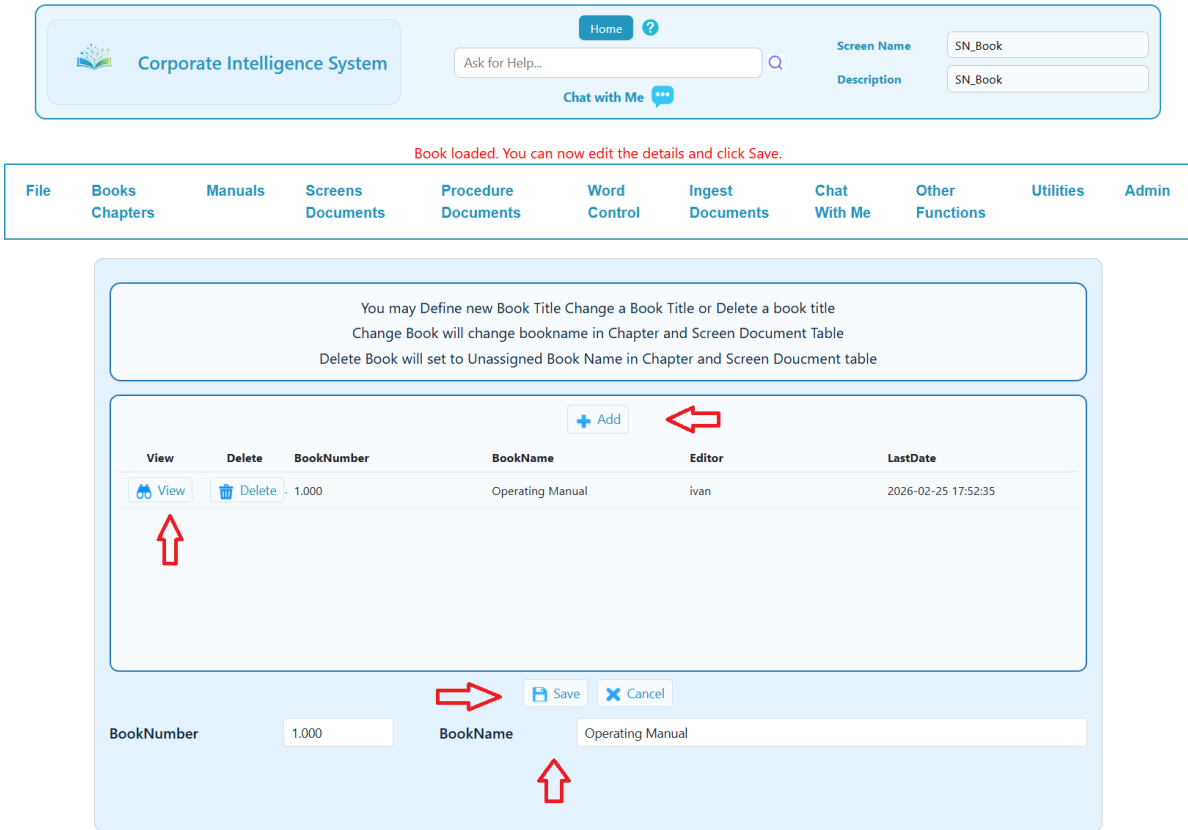 Home ?
Corporate Intelligence System
Ask for Help...
Chat with Me
Screen Name SN_Book
Description SN_Book
Book loaded. You can now edit the details and click Save.
File
Books Chapters
Manuals
Screens Documents
Procedure Documents
Word Control
Ingest Documents
Chat With Me
Other Functions
Utilities
Admin
You may Define new Book Title Change a Book Title or Delete a book title
Change Book will change bookname in Chapter and Screen Document Table
Delete Book will set to Unassigned Book Name in Chapter and Screen Doucment table
Add
View Delete BookNumber BookName Editor LastDate
View Delete 1.000 Operating Manual ivan 2026-02-25 17:52:35
Save Cancel
BookNumber 1.000 BookName Operating Manual